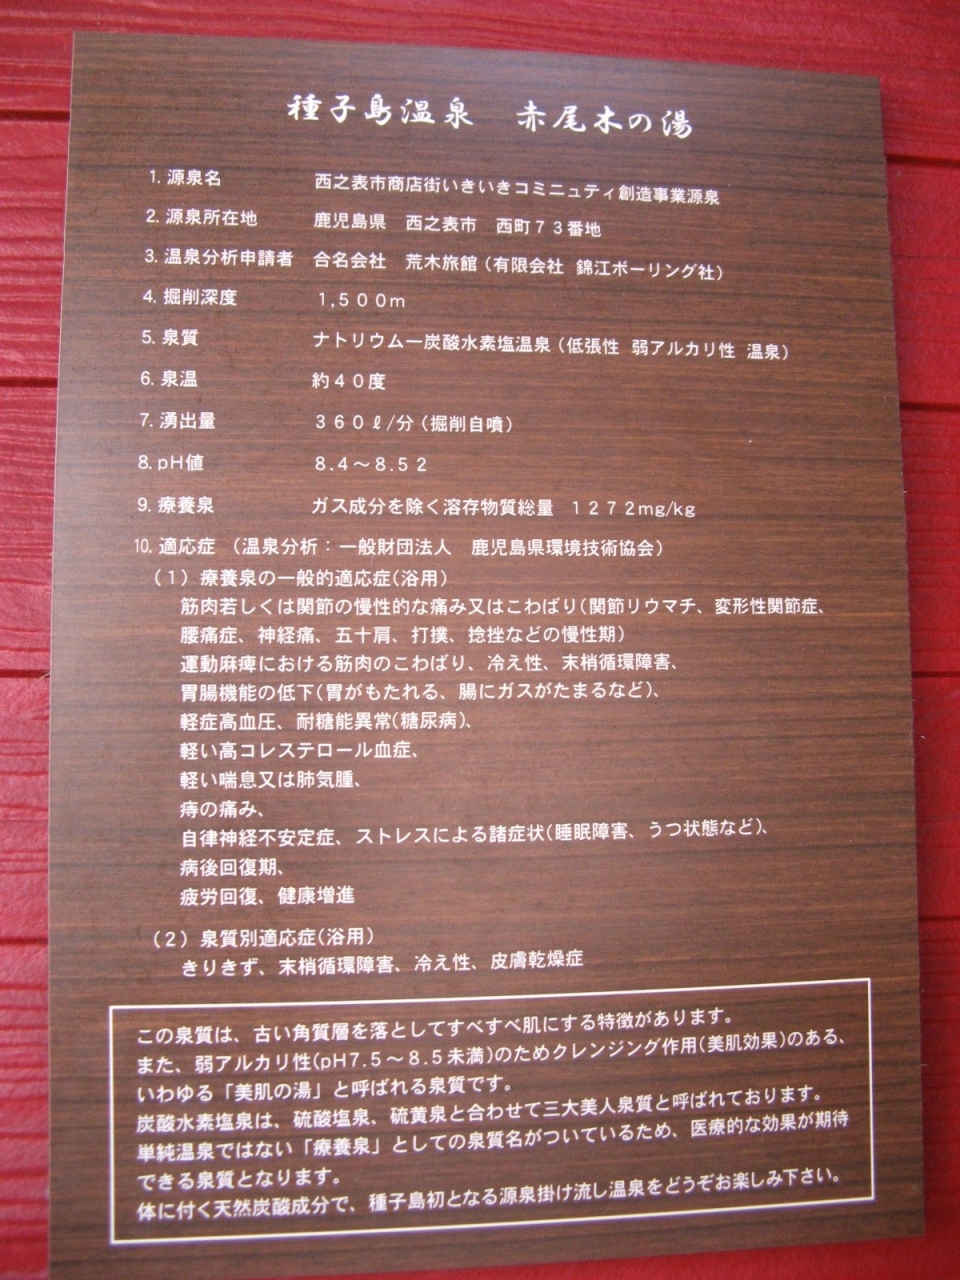 種子島温泉　赤尾木の湯
1. 源泉名　西之表市商店街いきいきコミニュティ創造事業源泉
2. 源泉所在地　鹿児島県　西之表市　西町７３番地
3. 温泉分析申請者　合名会社　荒木旅館（有限会社 錦江ボーリング社）
4. 掘削深度　1,５００m
5. 泉質　ナトリウムー炭酸水素塩温泉（低張性 弱アルカリ性 温泉）
6. 泉温　約４０度
7. 湧出量　３６０ℓ/分（掘削自噴）
8. pH値　8.4～8.5２
9. 療養泉　ガス成分を除く溶存物質総量　１２７２mg/kg
10. 適応症（温泉分析：一般財団法人　鹿児島県環境技術協会）
（１）療養泉の一般的適応症(浴用)
筋肉若しくは関節の慢性的な痛み又はこわばり(関節リウマチ、変形性関節症、
腰痛症、神経痛、五十肩、打撲、捻挫などの慢性期)
運動麻痺における筋肉のこわばり、冷え性、末梢循環障害、
胃腸機能の低下(胃がもたれる、腸にガスがたまるなど)、
軽症高血圧、耐糖能異常(糖尿病)、
軽い高コレステロール血症、
軽い喘息又は肺気腫、
痔の痛み、
自律神経不安定症、ストレスによる諸症状(睡眠障害、うつ状態など)、
病後回復期、
疲労回復、健康増進
（２）泉質別適応症(浴用)
きりきず、末梢循環障害、冷え性、皮膚乾燥症
この泉質は、古い角質層を落としてすべすべ肌にする特徴があります。
また、弱アルカリ性(pH7.5～8.5未満)のためクレンジング作用(美肌効果)のある、
いわゆる「美肌の湯」と呼ばれる泉質です。
炭酸水素塩泉は、硫酸塩泉、硫黄泉と合わせて三大美人泉質と呼ばれております。
単純温泉ではない「療養泉」としての泉質名がついているため、医療的な効果が期待
できる泉質となります。
体に付く天然炭酸成分で、種子島初となる源泉掛け流し温泉をどうぞお楽しみ下さい。